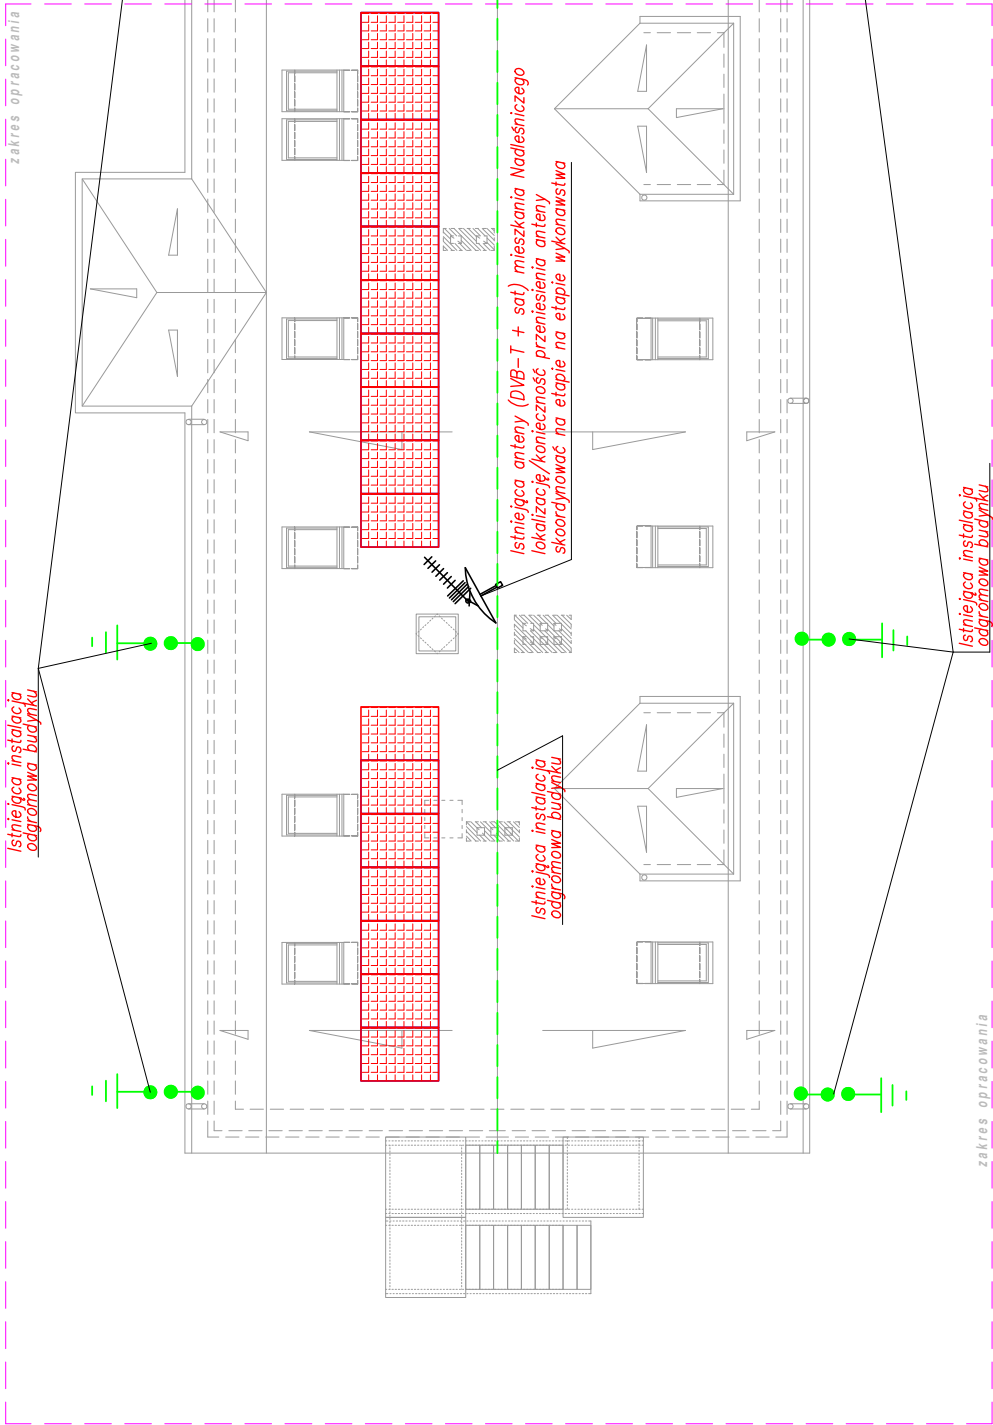 zakres opracowania
Istniejąca anteny (DVB-T + sat) mieszkania Nadleśniczego
lokalizację/konieczność przeniesienia anteny
skoordynować na etapie na etapie wykonawstwa
Istniejąca instalacja
odgromowa budynku
Istniejąca instalacja
odgromowa budynku
Istniejąca instalacja
odgromowa budynku
zakres opracowania